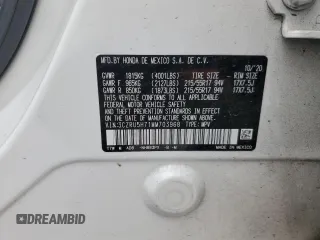 MFD.BY HONDA DE MEXICO S.A. DE C.V. 10/'20
GVWR 1815KG (4001LBS) TIRE SIZE RIM SIZE
GAWR F 965KG (2127LBS) 215/55R17 94V 17X7.5J
GAWR R 850KG (1873LBS) 215/55R17 94V 17X7.5J
THIS VEHICLE CONFORMS TO ALL APPLICABLE
FEDERAL MOTOR VEHICLE SAFETY AND THEFT
PREVENTION STANDARDS IN EFFECT ON THE
DATE OF MANUFACTURE SHOWN ABOVE.
V.I.N: TYPE: MPV
MADE IN MEXICO
AutoBidMaster